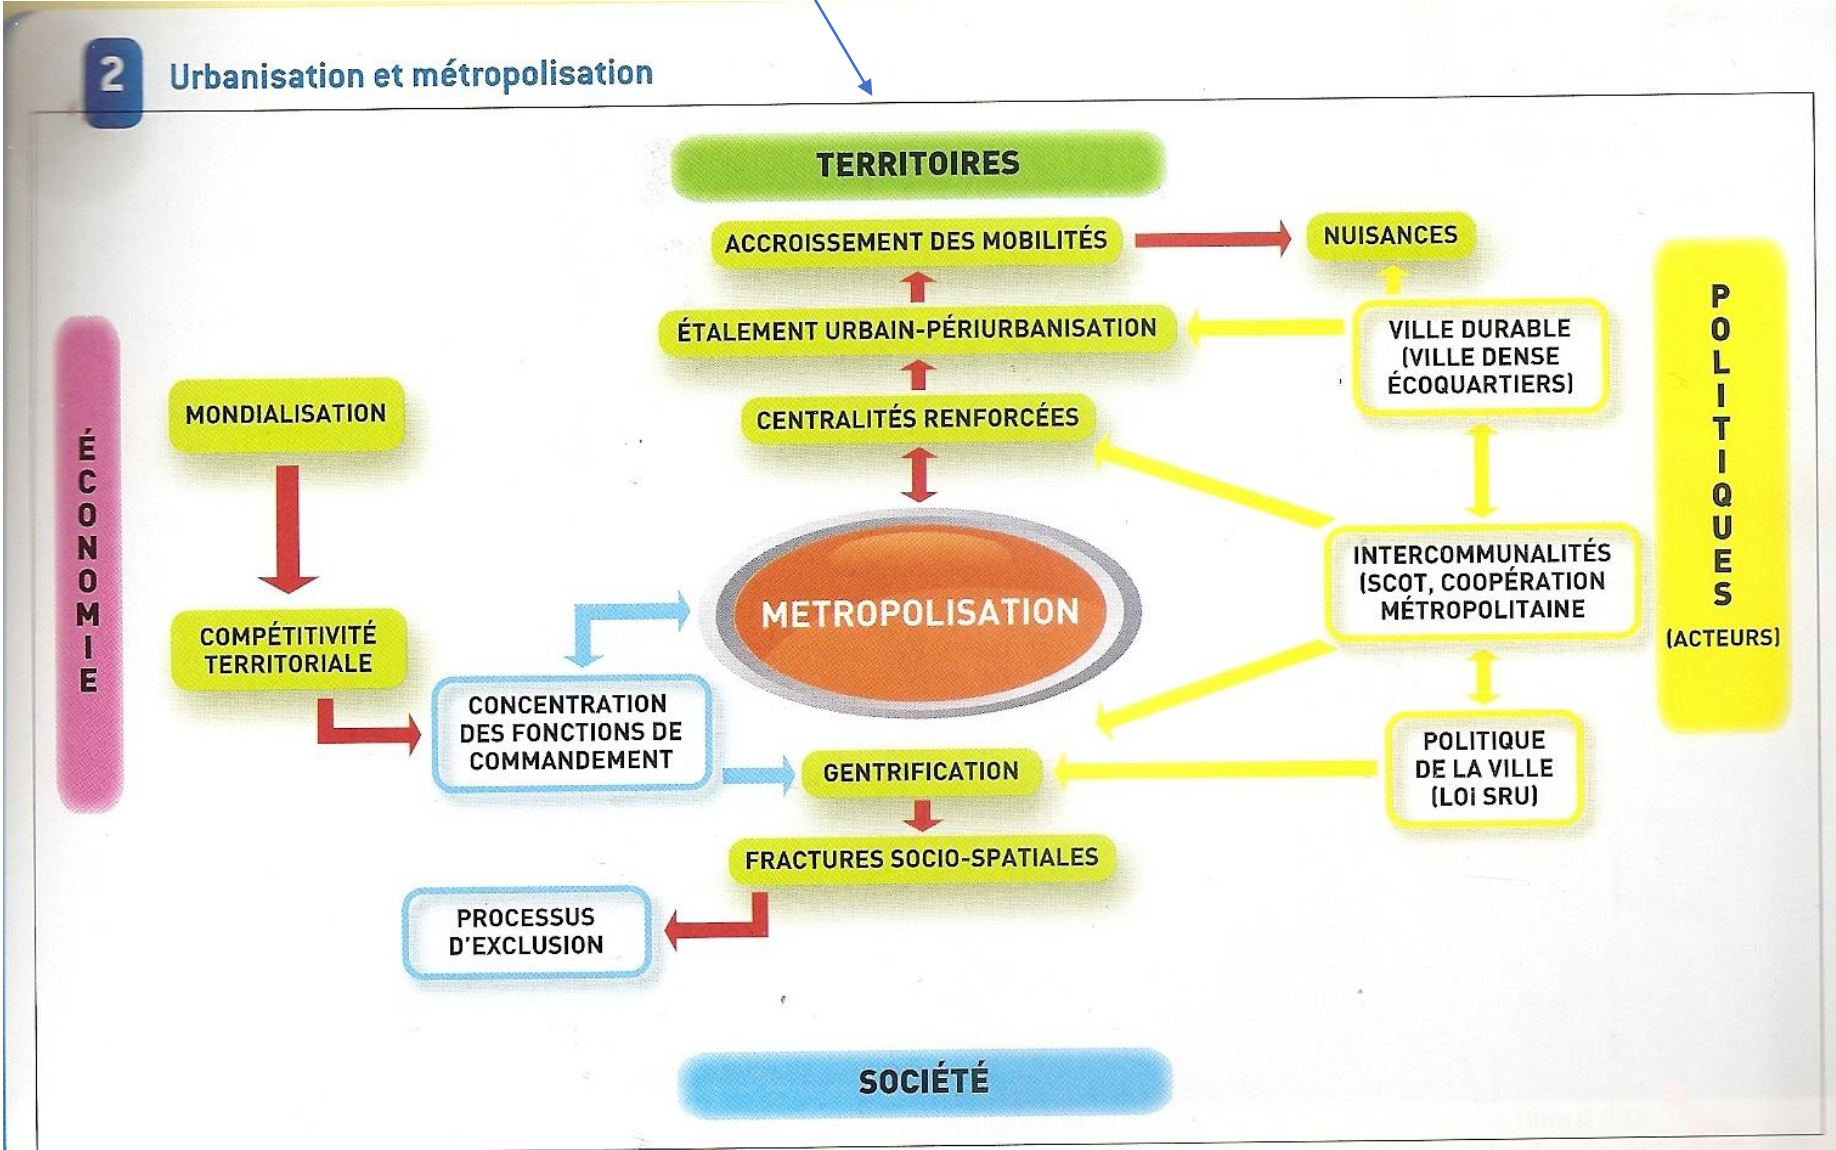 2
Urbanisation et métropolisation
TERRITOIRES
ACCROISSEMENT DES MOBILITÉS
NUISANCES
ÉTALEMENT URBAIN-PÉRIURBANISATION
VILLE DURABLE
(VILLE DENSE
ÉCOQUARTIERS)
CENTRALITÉS RENFORCÉES
MONDIALISATION
ÉCONOMIE
POLITIQUES
(ACTEURS)
METROPOLISATION
INTERCOMMUNALITÉS
(SCOT, COOPÉRATION
MÉTROPOLITAINE
COMPÉTITIVITÉ
TERRITORIALE
CONCENTRATION
DES FONCTIONS DE
COMMANDEMENT
GENTRIFICATION
POLITIQUE
DE LA VILLE
(LOi SRU)
FRACTURES SOCIO-SPATIALES
PROCESSUS
D'EXCLUSION
SOCIÉTÉ